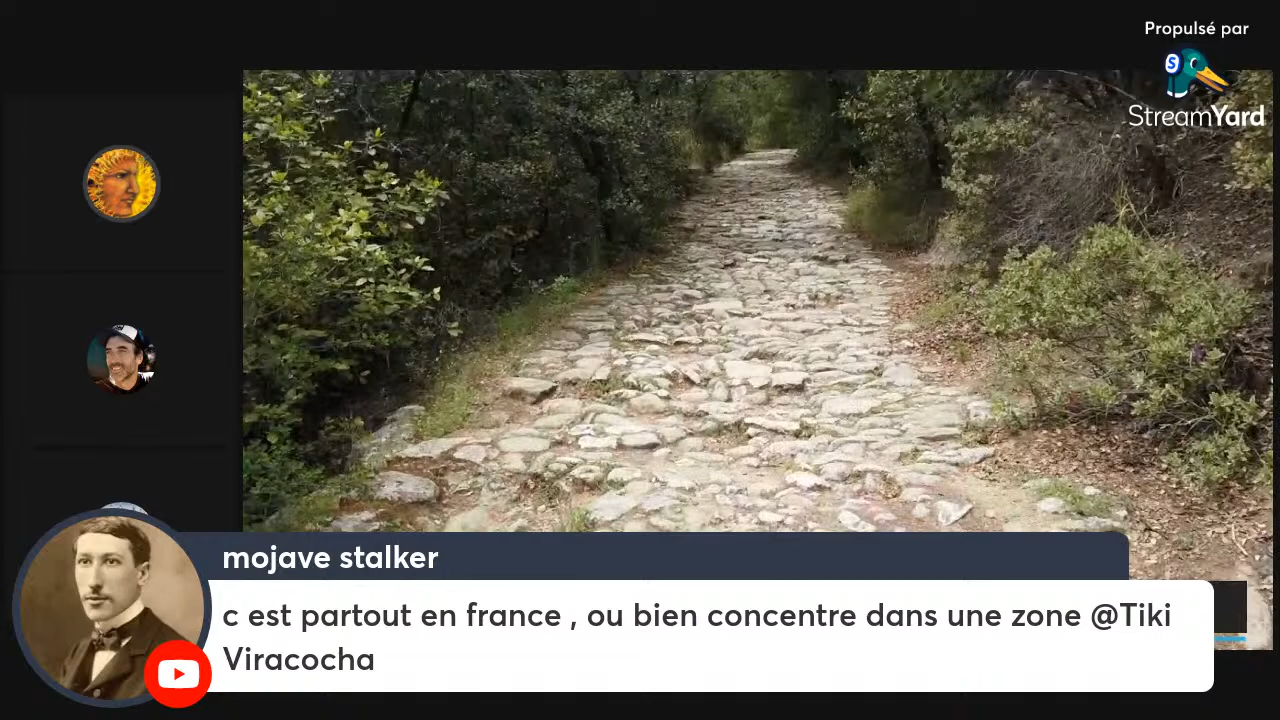 Propulsé par
StreamYard
mojave stalker
c est partout en france , ou bien concentre dans une zone @Tiki
Viracocha